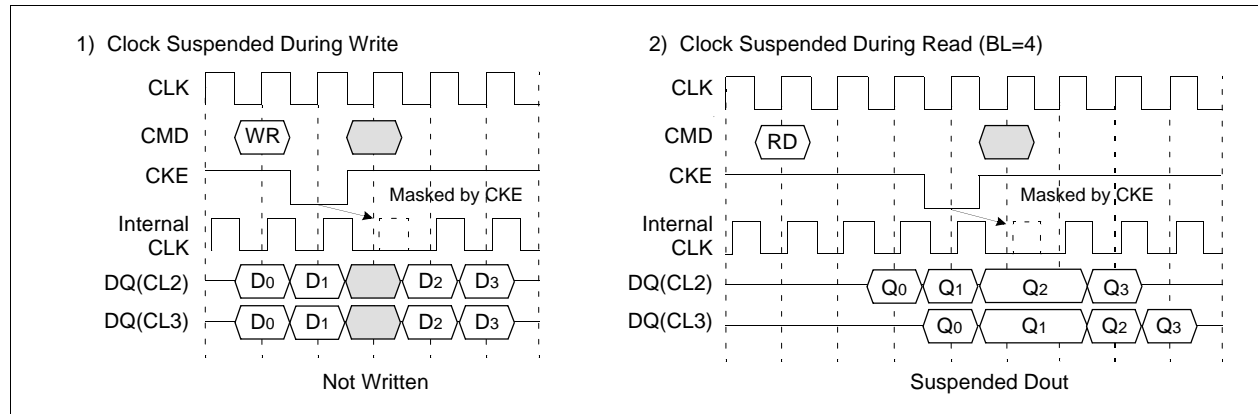 1) Clock Suspended During Write
CLK
CMD
WR
CKE
Masked by CKE
Internal
CLK
DQ(CL2)
D0 D1 D2 D3
DQ(CL3)
D0 D1 D2 D3
Not Written
2) Clock Suspended During Read (BL=4)
CLK
CMD
RD
CKE
Masked by CKE
Internal
CLK
DQ(CL2)
Q0 Q1 Q2 Q3
DQ(CL3)
Q0 Q1 Q2 Q3
Suspended Dout